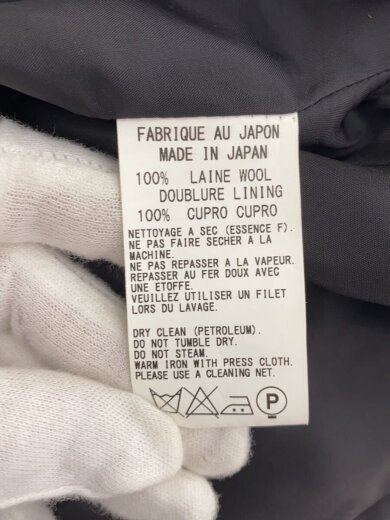 FABRIQUE AU JAPON
MADE IN JAPAN
100% LAINE WOOL
DOUBLURE LINING
100% CUPRO CUPRO
NETTOYAGE A SEC (ESSENCE F).
NE PAS FAIRE SECHER A LA
MACHINE.
NE PAS REPASSER A LA VAPEUR.
REPASSER AU FER DOUX AVEC
UNE ETOFFE.
VEUILLEZ UTILISER UN FILET
LORS DU LAVAGE.
DRY CLEAN (PETROLEUM).
DO NOT TUMBLE DRY.
DO NOT STEAM.
WARM IRON WITH PRESS CLOTH.
PLEASE USE A CLEANING NET.
P